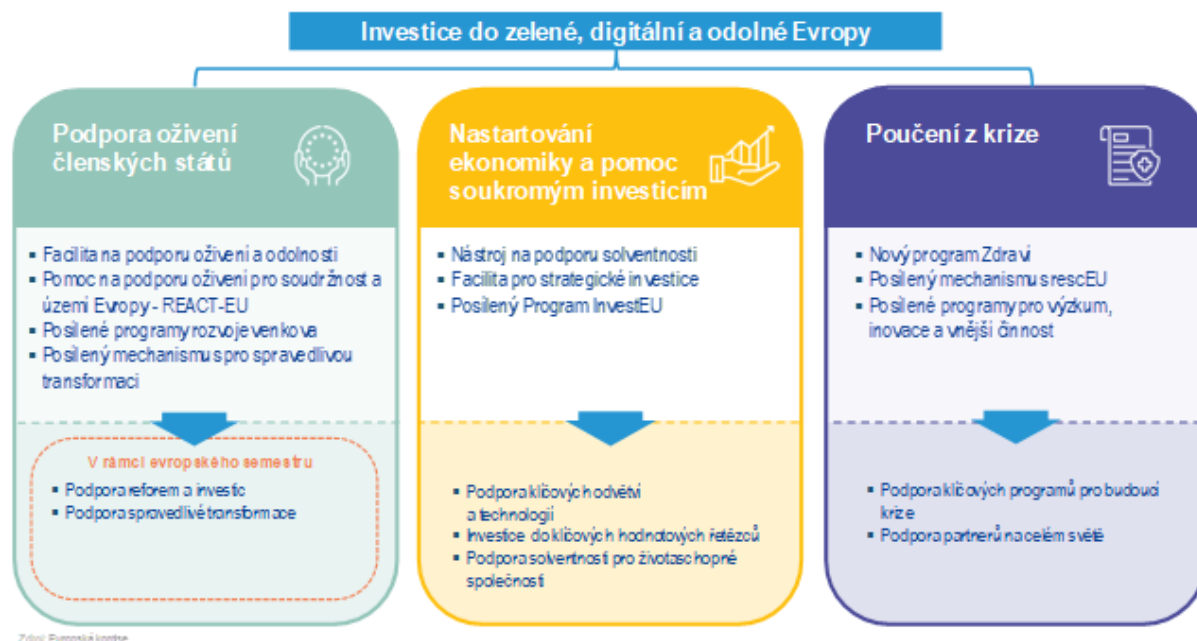 Investice do zelené, digitální a odolné Evropy
Podpora oživení
členských států
▪ Facilita na podporu oživení a odolnosti
▪ Pomoc na podporu oživení pro soudržnost a
území Evropy - REACT-EU
▪ Posílené programy rozvoje venkova
▪ Posílený mechanismus pro spravedlivou
transformaci
V rámci evropského semestru
▪ Podpora reforem a investic
▪ Podpora spravedlivé transformace
Nastartování
ekonomiky a pomoc
soukromým investicím
▪ Nástroj na podporu solventnosti
▪ Facilita pro strategické investice
▪ Posílený Program InvestEU
▪ Podpora klíčových odvětví
a technologií
▪ Investice do klíčových hodnotových řetězců
▪ Podpora solventnosti pro životaschopné
společnosti
Poučení z krize
▪ Nový program Zdraví
▪ Posílený mechanismus rescEU
▪ Posílené programy pro výzkum,
inovace a vnější činnost
▪ Podpora klíčových programů pro budoucí
krize
▪ Podpora partnerů na celém světě
Zdroj: Evropská komise